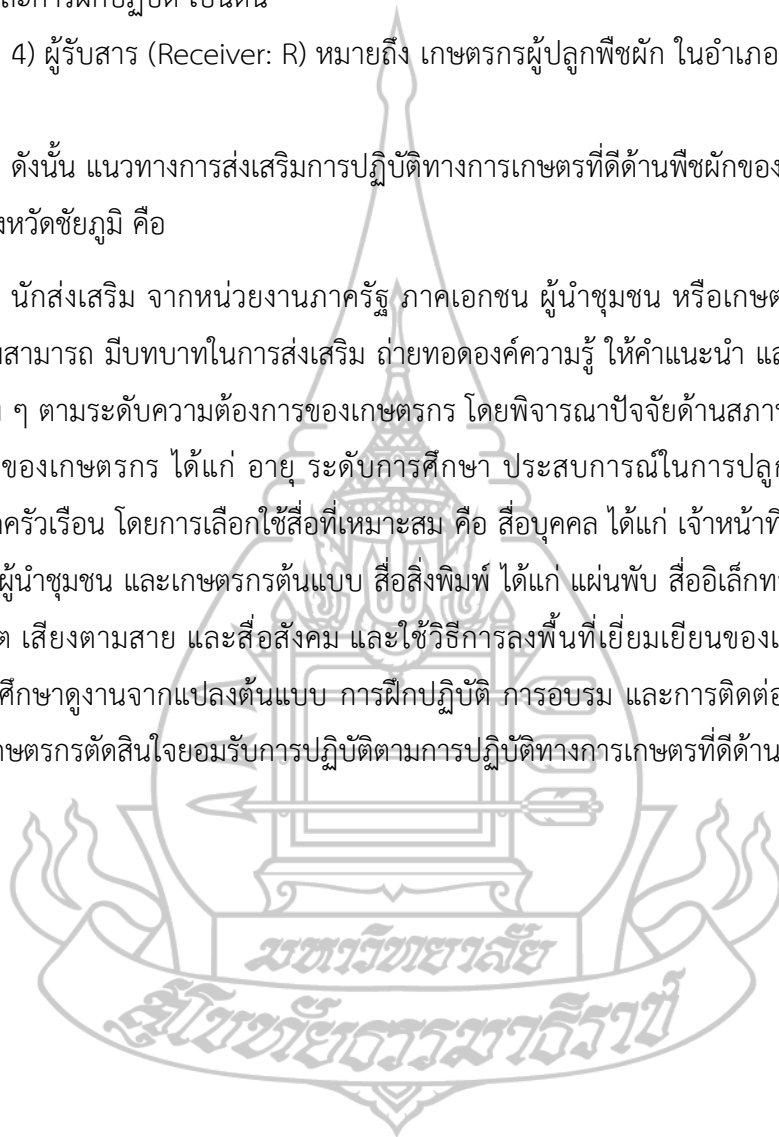 4) ผู้รับสาร (Receiver: R) หมายถึง เกษตรกรผู้ปลูกพืชผัก ในอำเภอ
ดังนั้น แนวทางการส่งเสริมการปฏิบัติทางการเกษตรที่ดีด้านพืชผักของ
งหวัดชัยภูมิ คือ
นักส่งเสริม จากหน่วยงานภาครัฐ ภาคเอกชน ผู้นำชุมชน หรือเกษต
มสามารถ มีบทบาทในการส่งเสริม ถ่ายทอดองค์ความรู้ ให้คำแนะนำ แล
ๆ ตามระดับความต้องการของเกษตรกร โดยพิจารณาปัจจัยด้านสภา
ของเกษตรกร ได้แก่ อายุ ระดับการศึกษา ประสบการณ์ในการปลูก
ครัวเรือน โดยการเลือกใช้สื่อที่เหมาะสม คือ สื่อบุคคล ได้แก่ เจ้าหน้าที่
ผู้นำชุมชน และเกษตรกรต้นแบบ สื่อสิ่งพิมพ์ ได้แก่ แผ่นพับ สื่ออิเล็กท
ต เสียงตามสาย และสื่อสังคม และใช้วิธีการลงพื้นที่เยี่ยมเยียนของเ
ศึกษาดูงานจากแปลงต้นแบบ การฝึกปฏิบัติ การอบรม และการติดต่อ
กษตรกรตัดสินใจยอมรับการปฏิบัติตามการปฏิบัติทางการเกษตรที่ดีด้าน
มหาวิทยาลัย
สุโขทัยธรรมาธิราช